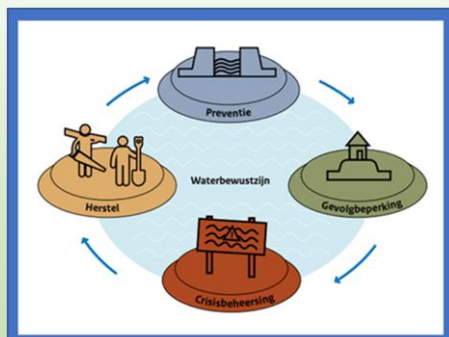 Preventie
Waterbewustzijn
Herstel
Gevolgbeperking
Crisisbeheersing